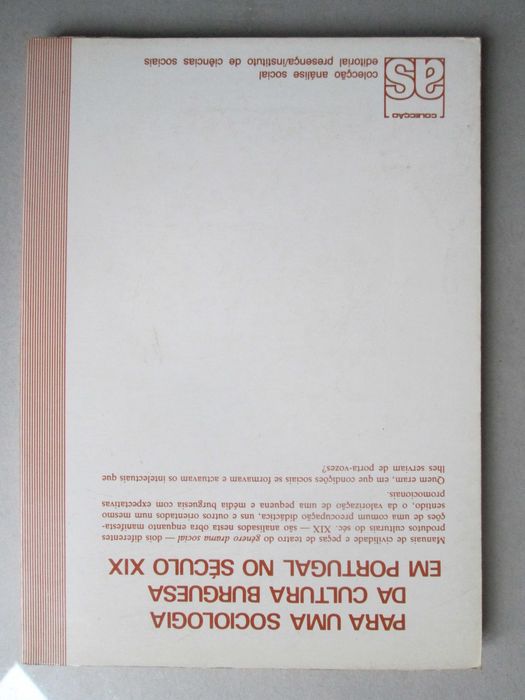 PARA UMA SOCIOLOGIA
DA CULTURA BURGUESA
EM PORTUGAL NO SÉCULO XIX
Manuais de civilidade e peças de teatro do género drama social — dois diferentes
produtos culturais do séc. XIX — são analisados nesta obra enquanto manifesta-
ções de uma comum preocupação didáctica, uns e outros orientados num mesmo
sentido, o da valorização de uma pequena e média burguesia com expectativas
promocionais.
Quem eram, em que condições sociais se formavam e actuavam os intelectuais que
lhes serviam de porta-vozes?
COLECÇÃO
as
colecção análise social
editorial presença/instituto de ciências sociais